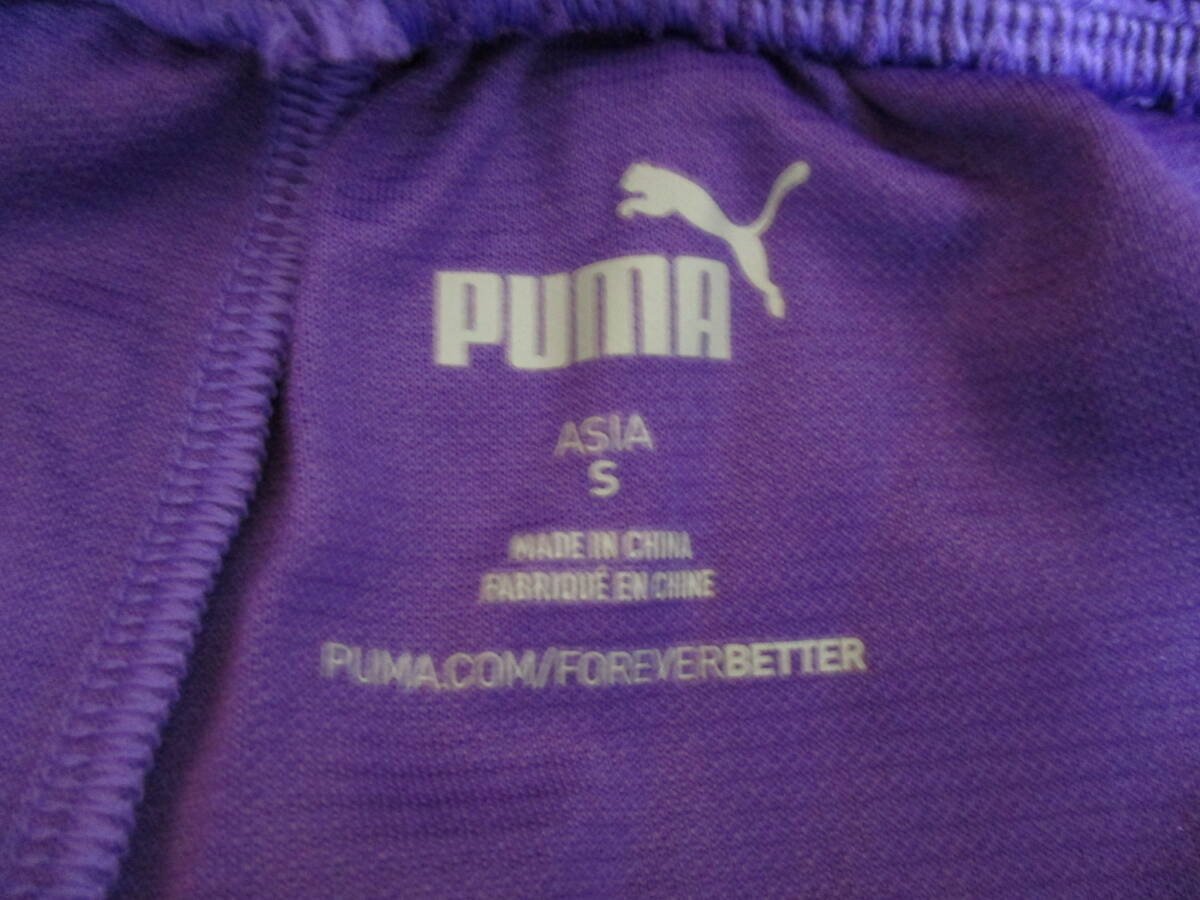 PUMA
ASIA
S
MADE IN CHINA
FABRIQUÉ EN CHINE
PUMA.COM/FOREVERBETTER